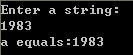 Enter a string:
1983
a equals:1983